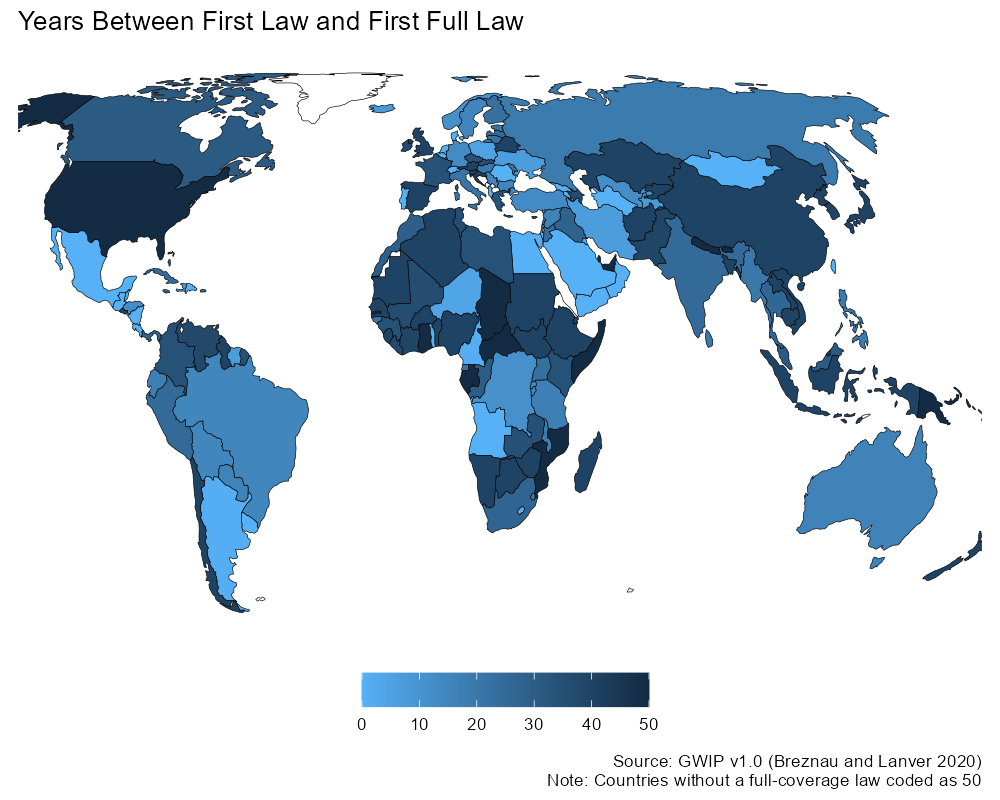 Years Between First Law and First Full Law
0 10 20 30 40 50
Source: GWIP v1.0 (Breznau and Lanver 2020)
Note: Countries without a full-coverage law coded as 50